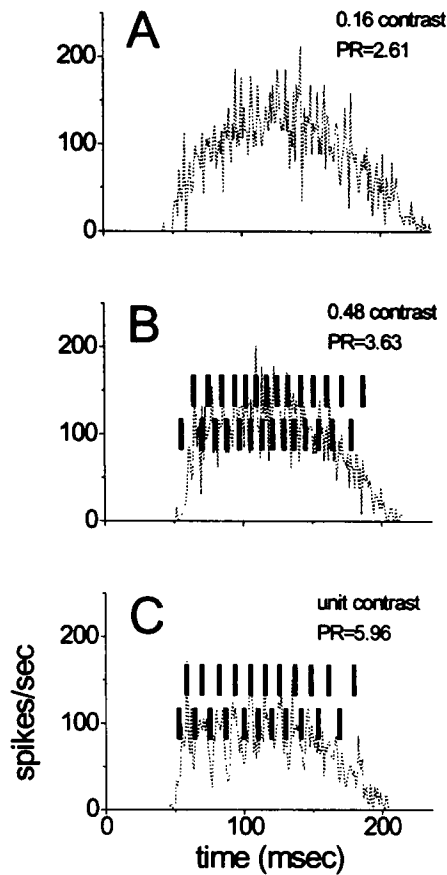 A
0.16 contrast
PR=2.61
200
100
0
B
0.48 contrast
PR=3.63
200
100
0
C
unit contrast
PR=5.96
200
100
0
spikes/sec
0
100
200
time (msec)